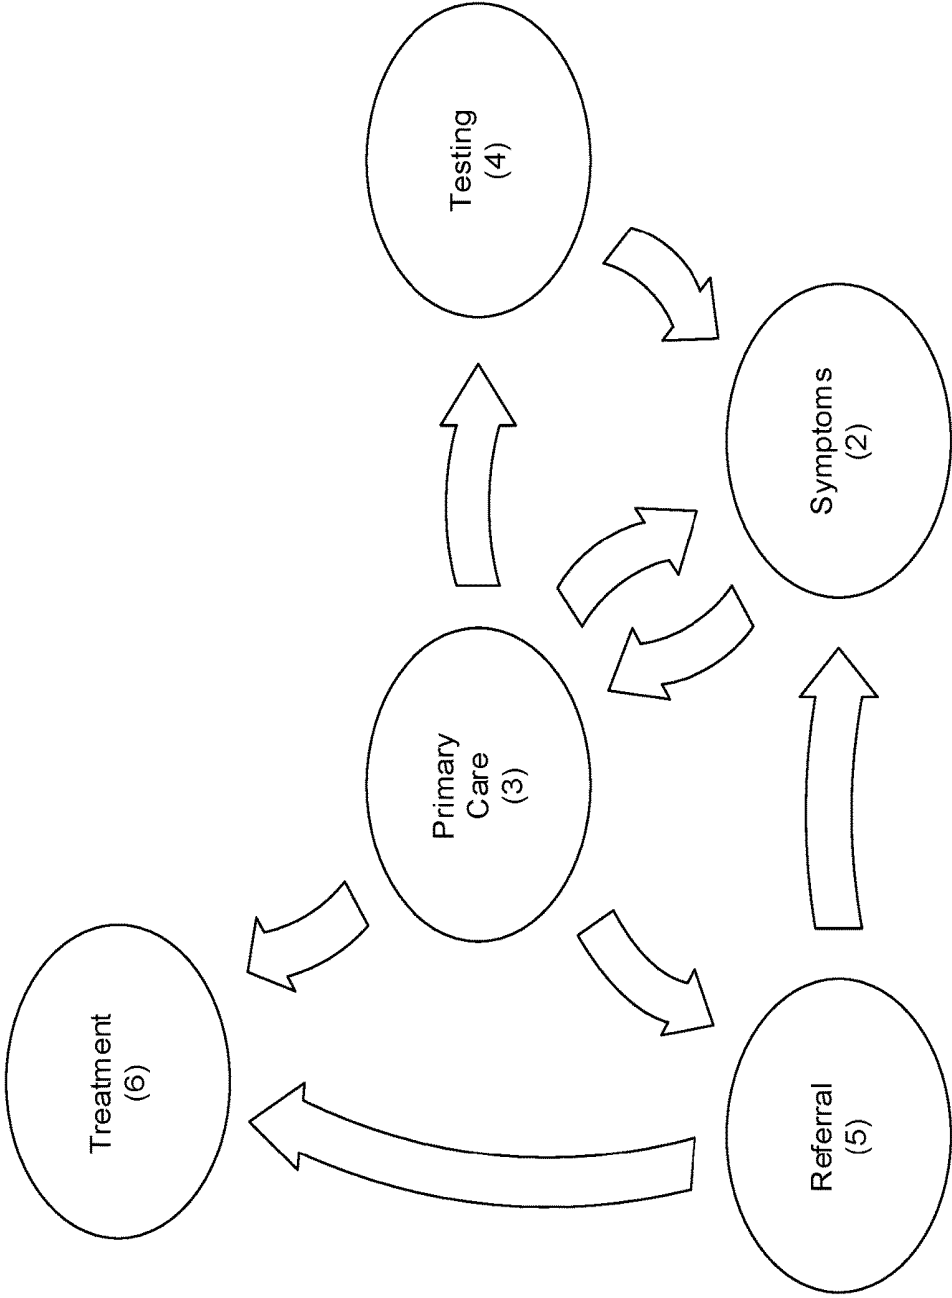 Treatment
(6)
Primary
Care
(3)
Testing
(4)
Referral
(5)
Symptoms
(2)